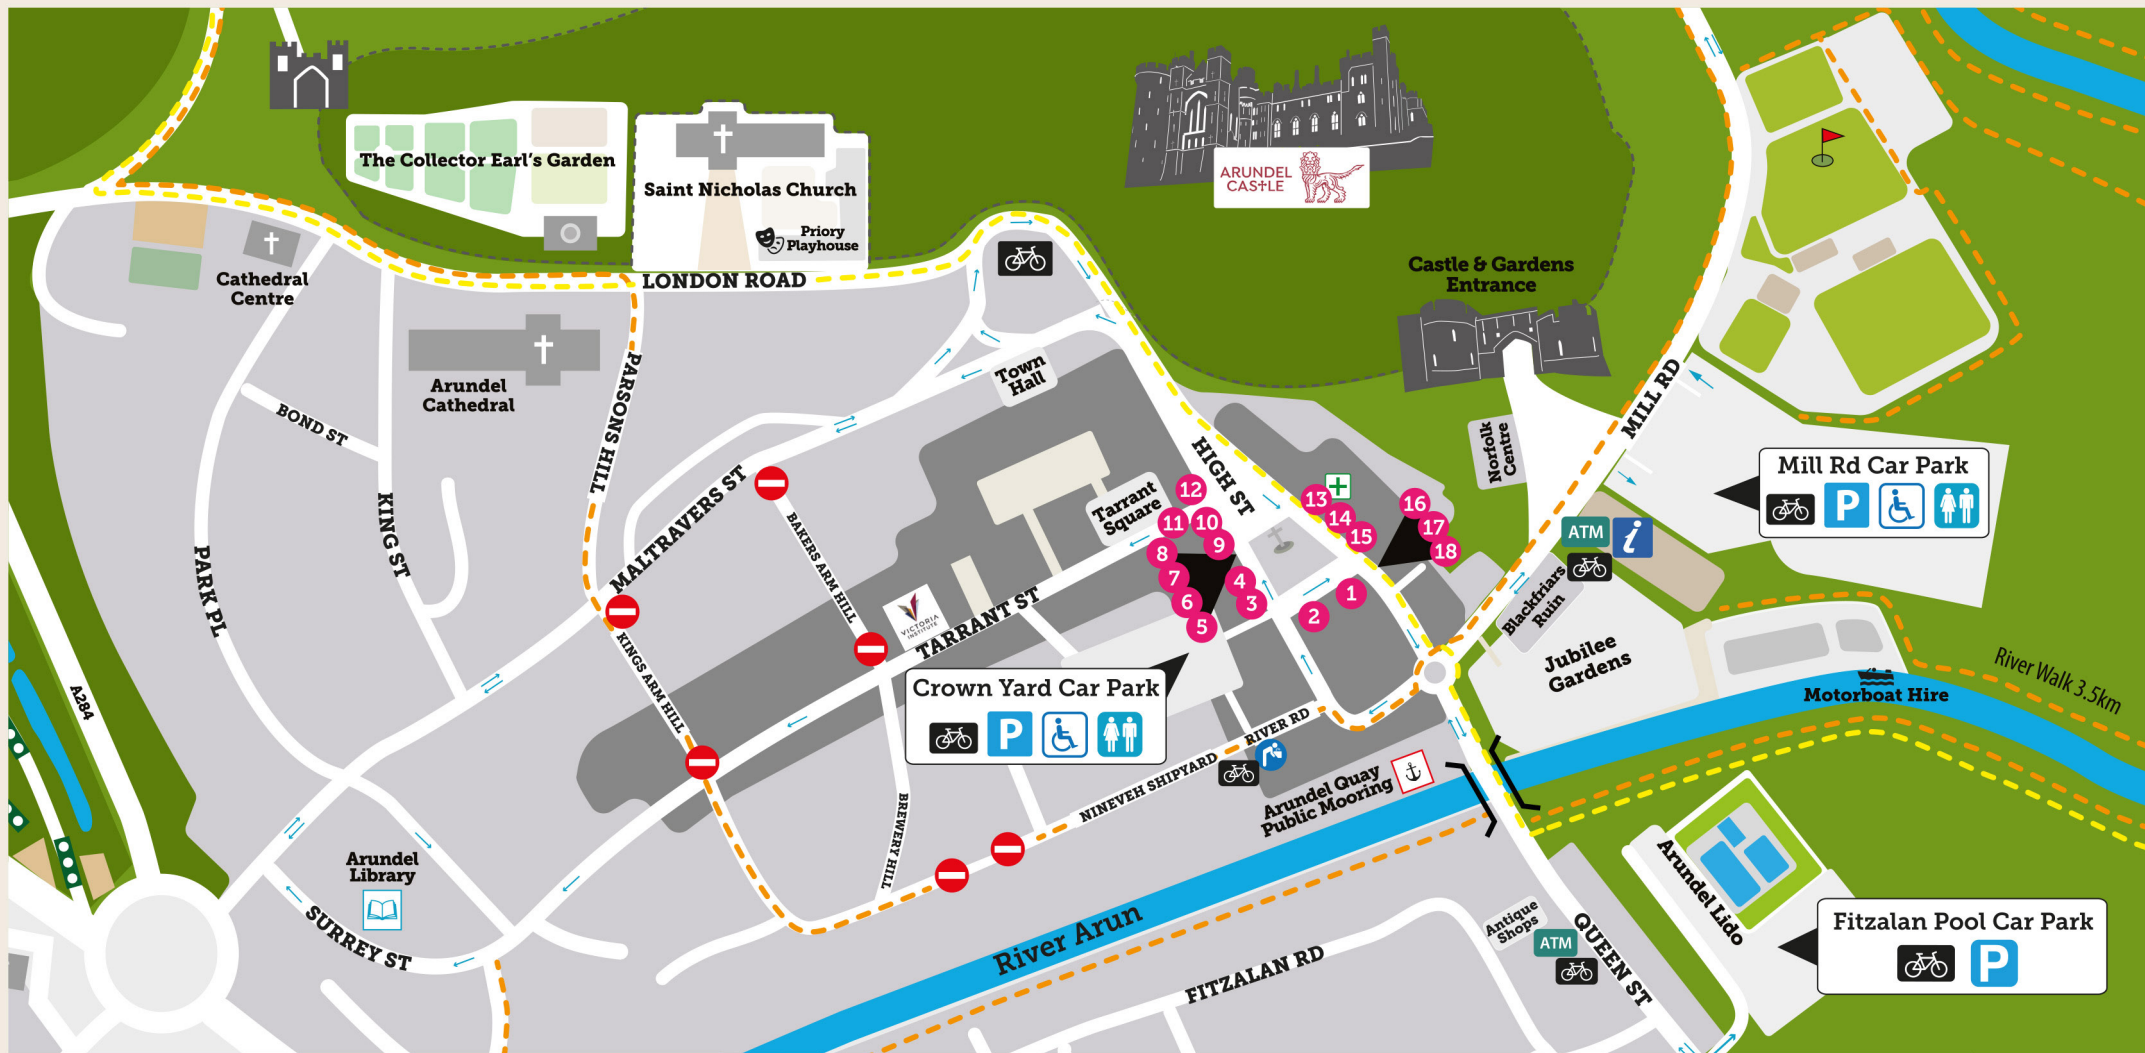 The Collector Earl's Garden
Saint Nicholas Church
Priory
Playhouse
ARUNDEL
CASTLE
Cathedral
Centre
LONDON ROAD
Castle & Gardens
Entrance
Arundel
Cathedral
PARSONS HILL
BOND ST
KING ST
PARK PL
Town
Hall
MALTRAVERS ST
BAKERS ARM HILL
KINGS ARM HILL
VICTORIA
INSTITUTE
TARRANT ST
Tarrant
Square
HIGH ST
Norfolk
Centre
MILL RD
Mill Rd Car Park
P
ATM
i
Blackfriars
Ruin
Jubilee
Gardens
12
11
10
9
8
7
6
5
4
3
2
1
13
14
15
16
17
18
Crown Yard Car Park
P
RIVER RD
NINEVEH SHIPYARD
BREWERY HILL
Arundel Quay
Public Mooring
Motorboat Hire
River Walk 3.5km
A284
Arundel
Library
SURREY ST
River Arun
FITZALAN RD
Antique
Shops
ATM
QUEEN ST
Arundel Lido
Fitzalan Pool Car Park
P